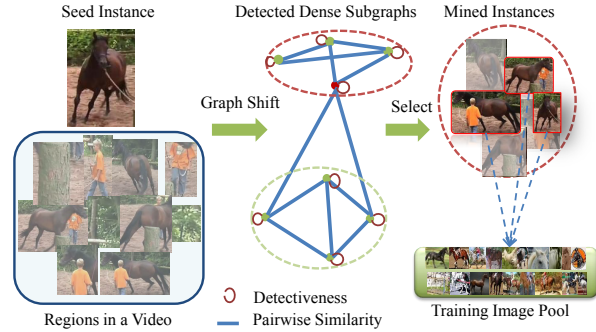 Seed Instance
Detected Dense Subgraphs
Mined Instances
Graph Shift
Select
Regions in a Video
Detectiveness
Pairwise Similarity
Training Image Pool